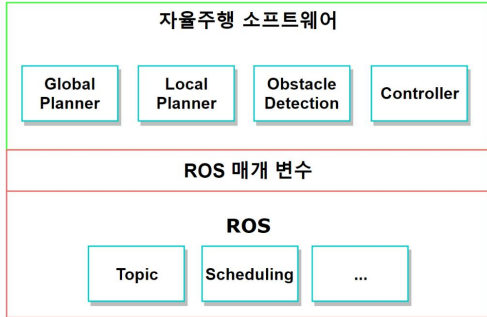 자율주행 소프트웨어
Global
Planner
Local
Planner
Obstacle
Detection
Controller
ROS 매개 변수
ROS
Topic
Scheduling
...